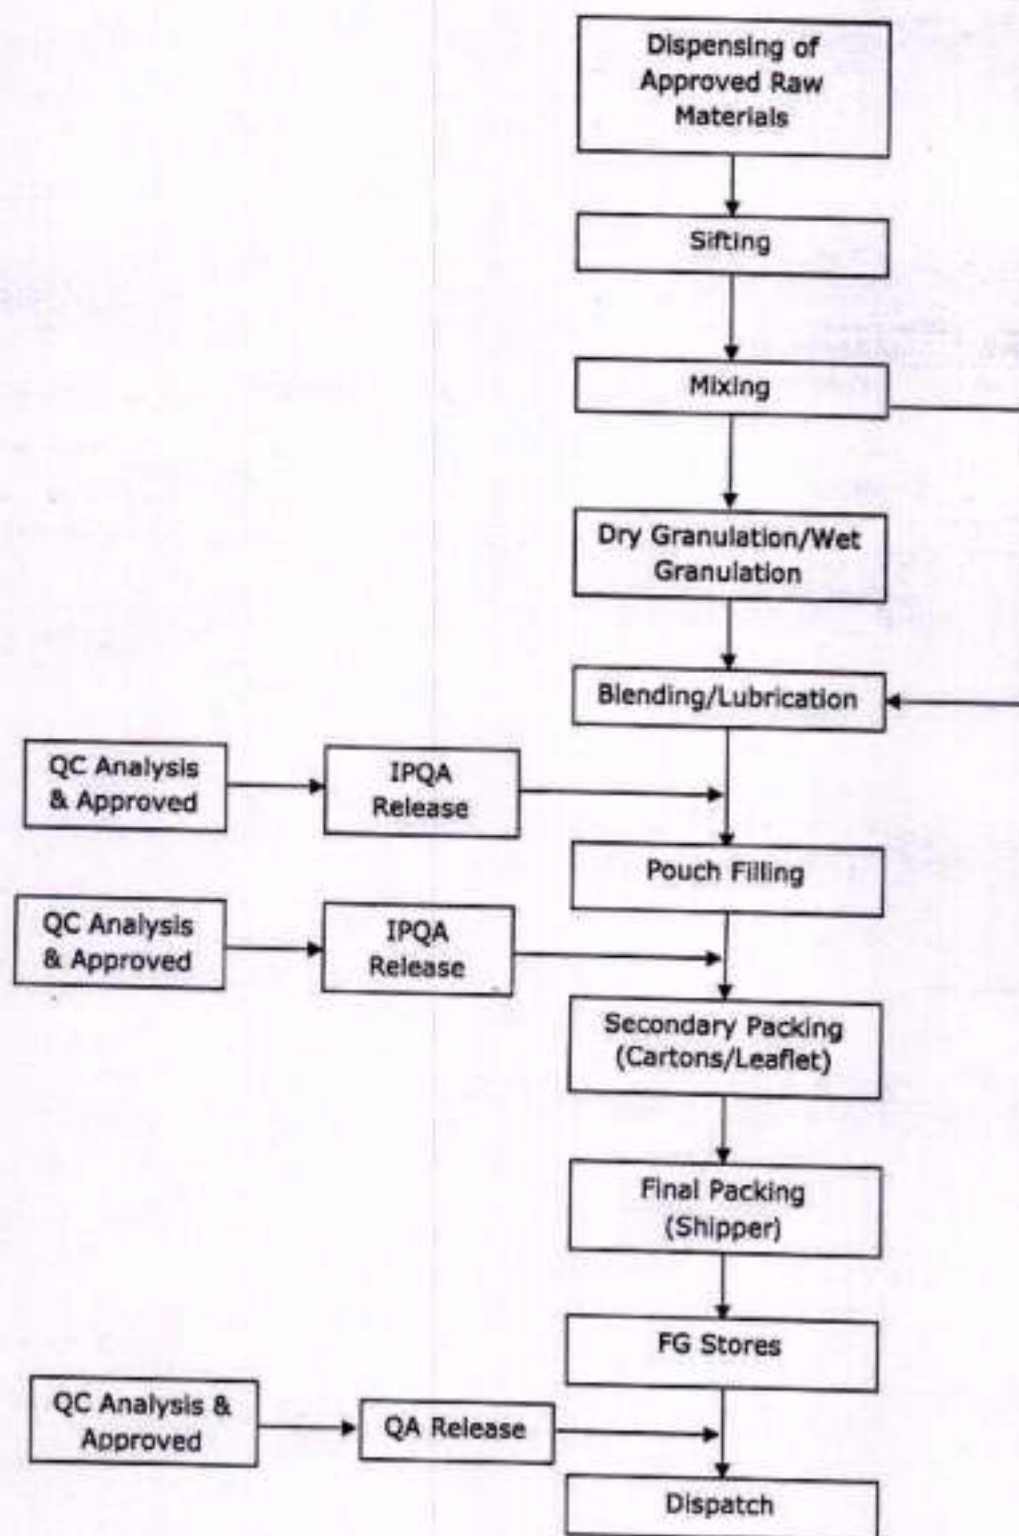 Dispensing of
Approved Raw
Materials
Sifting
Mixing
Dry Granulation/Wet
Granulation
Blending/Lubrication
QC Analysis
& Approved
IPQA
Release
Pouch Filling
QC Analysis
& Approved
IPQA
Release
Secondary Packing
(Cartons/Leaflet)
Final Packing
(Shipper)
FG Stores
QC Analysis &
Approved
QA Release
Dispatch